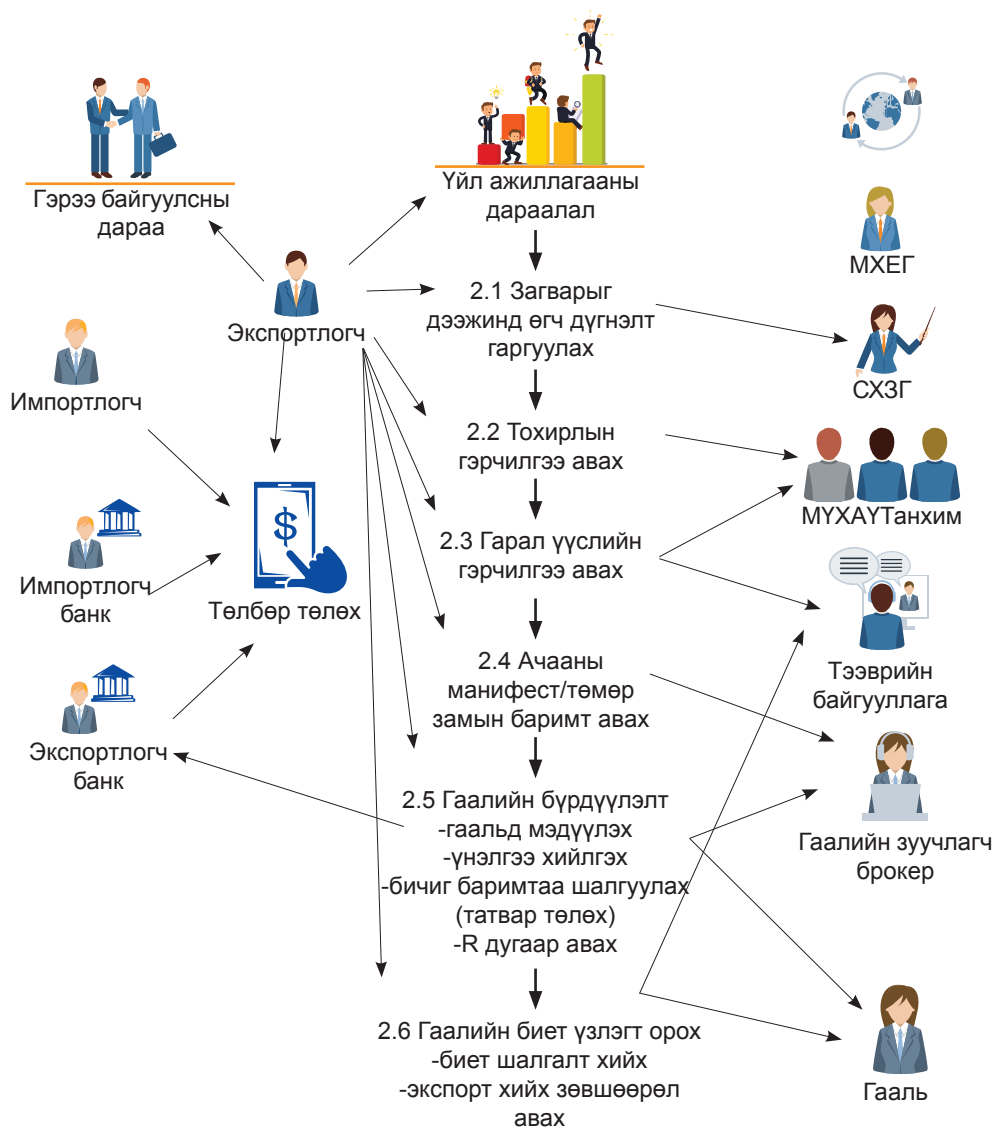 Гэрээ байгуулсны
дараа
Үйл ажиллагааны
дараалал
МХЕГ
Экспортлогч
2.1 Загварыг
дээжинд өгч дүгнэлт
гаргуулах
СХЗГ
Импортлогч
2.2 Тохирлын
гэрчилгээ авах
МҮХАҮТанхим
$
2.3 Гарал үүслийн
гэрчилгээ авах
Импортлогч
банк
Төлбөр төлөх
Тээврийн
байгууллага
2.4 Ачааны
манифест/төмөр
замын баримт авах
Экспортлогч
банк
2.5 Гаалийн бүрдүүлэлт
-гаальд мэдүүлэх
-үнэлгээ хийлгэх
-бичиг баримтаа шалгуулах
(татвар төлөх)
-R дугаар авах
Гаалийн зуучлагч
брокер
2.6 Гаалийн биет үзлэгт орох
-биет шалгалт хийх
-экспорт хийх зөвшөөрөл
авах
Гааль